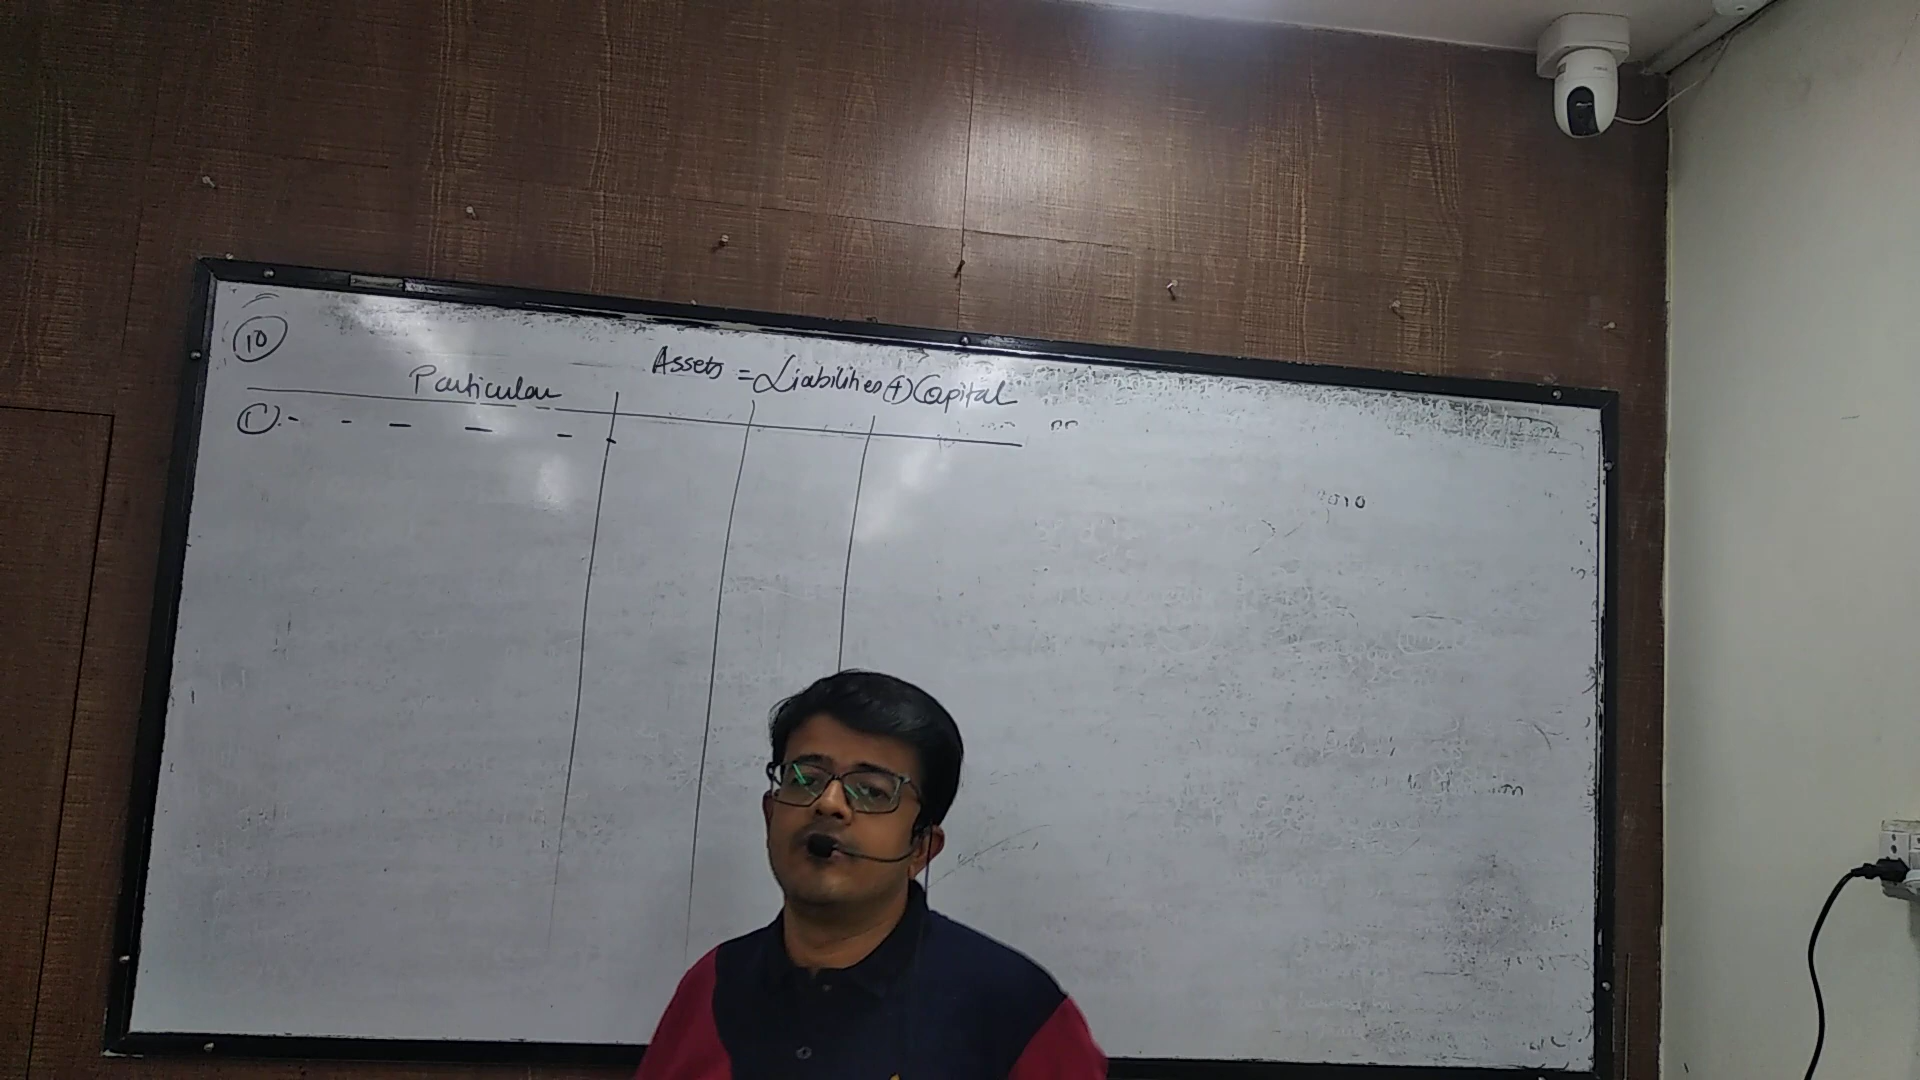 10
Assets = Liabilities + Capital
Particular
1) - - - - - -